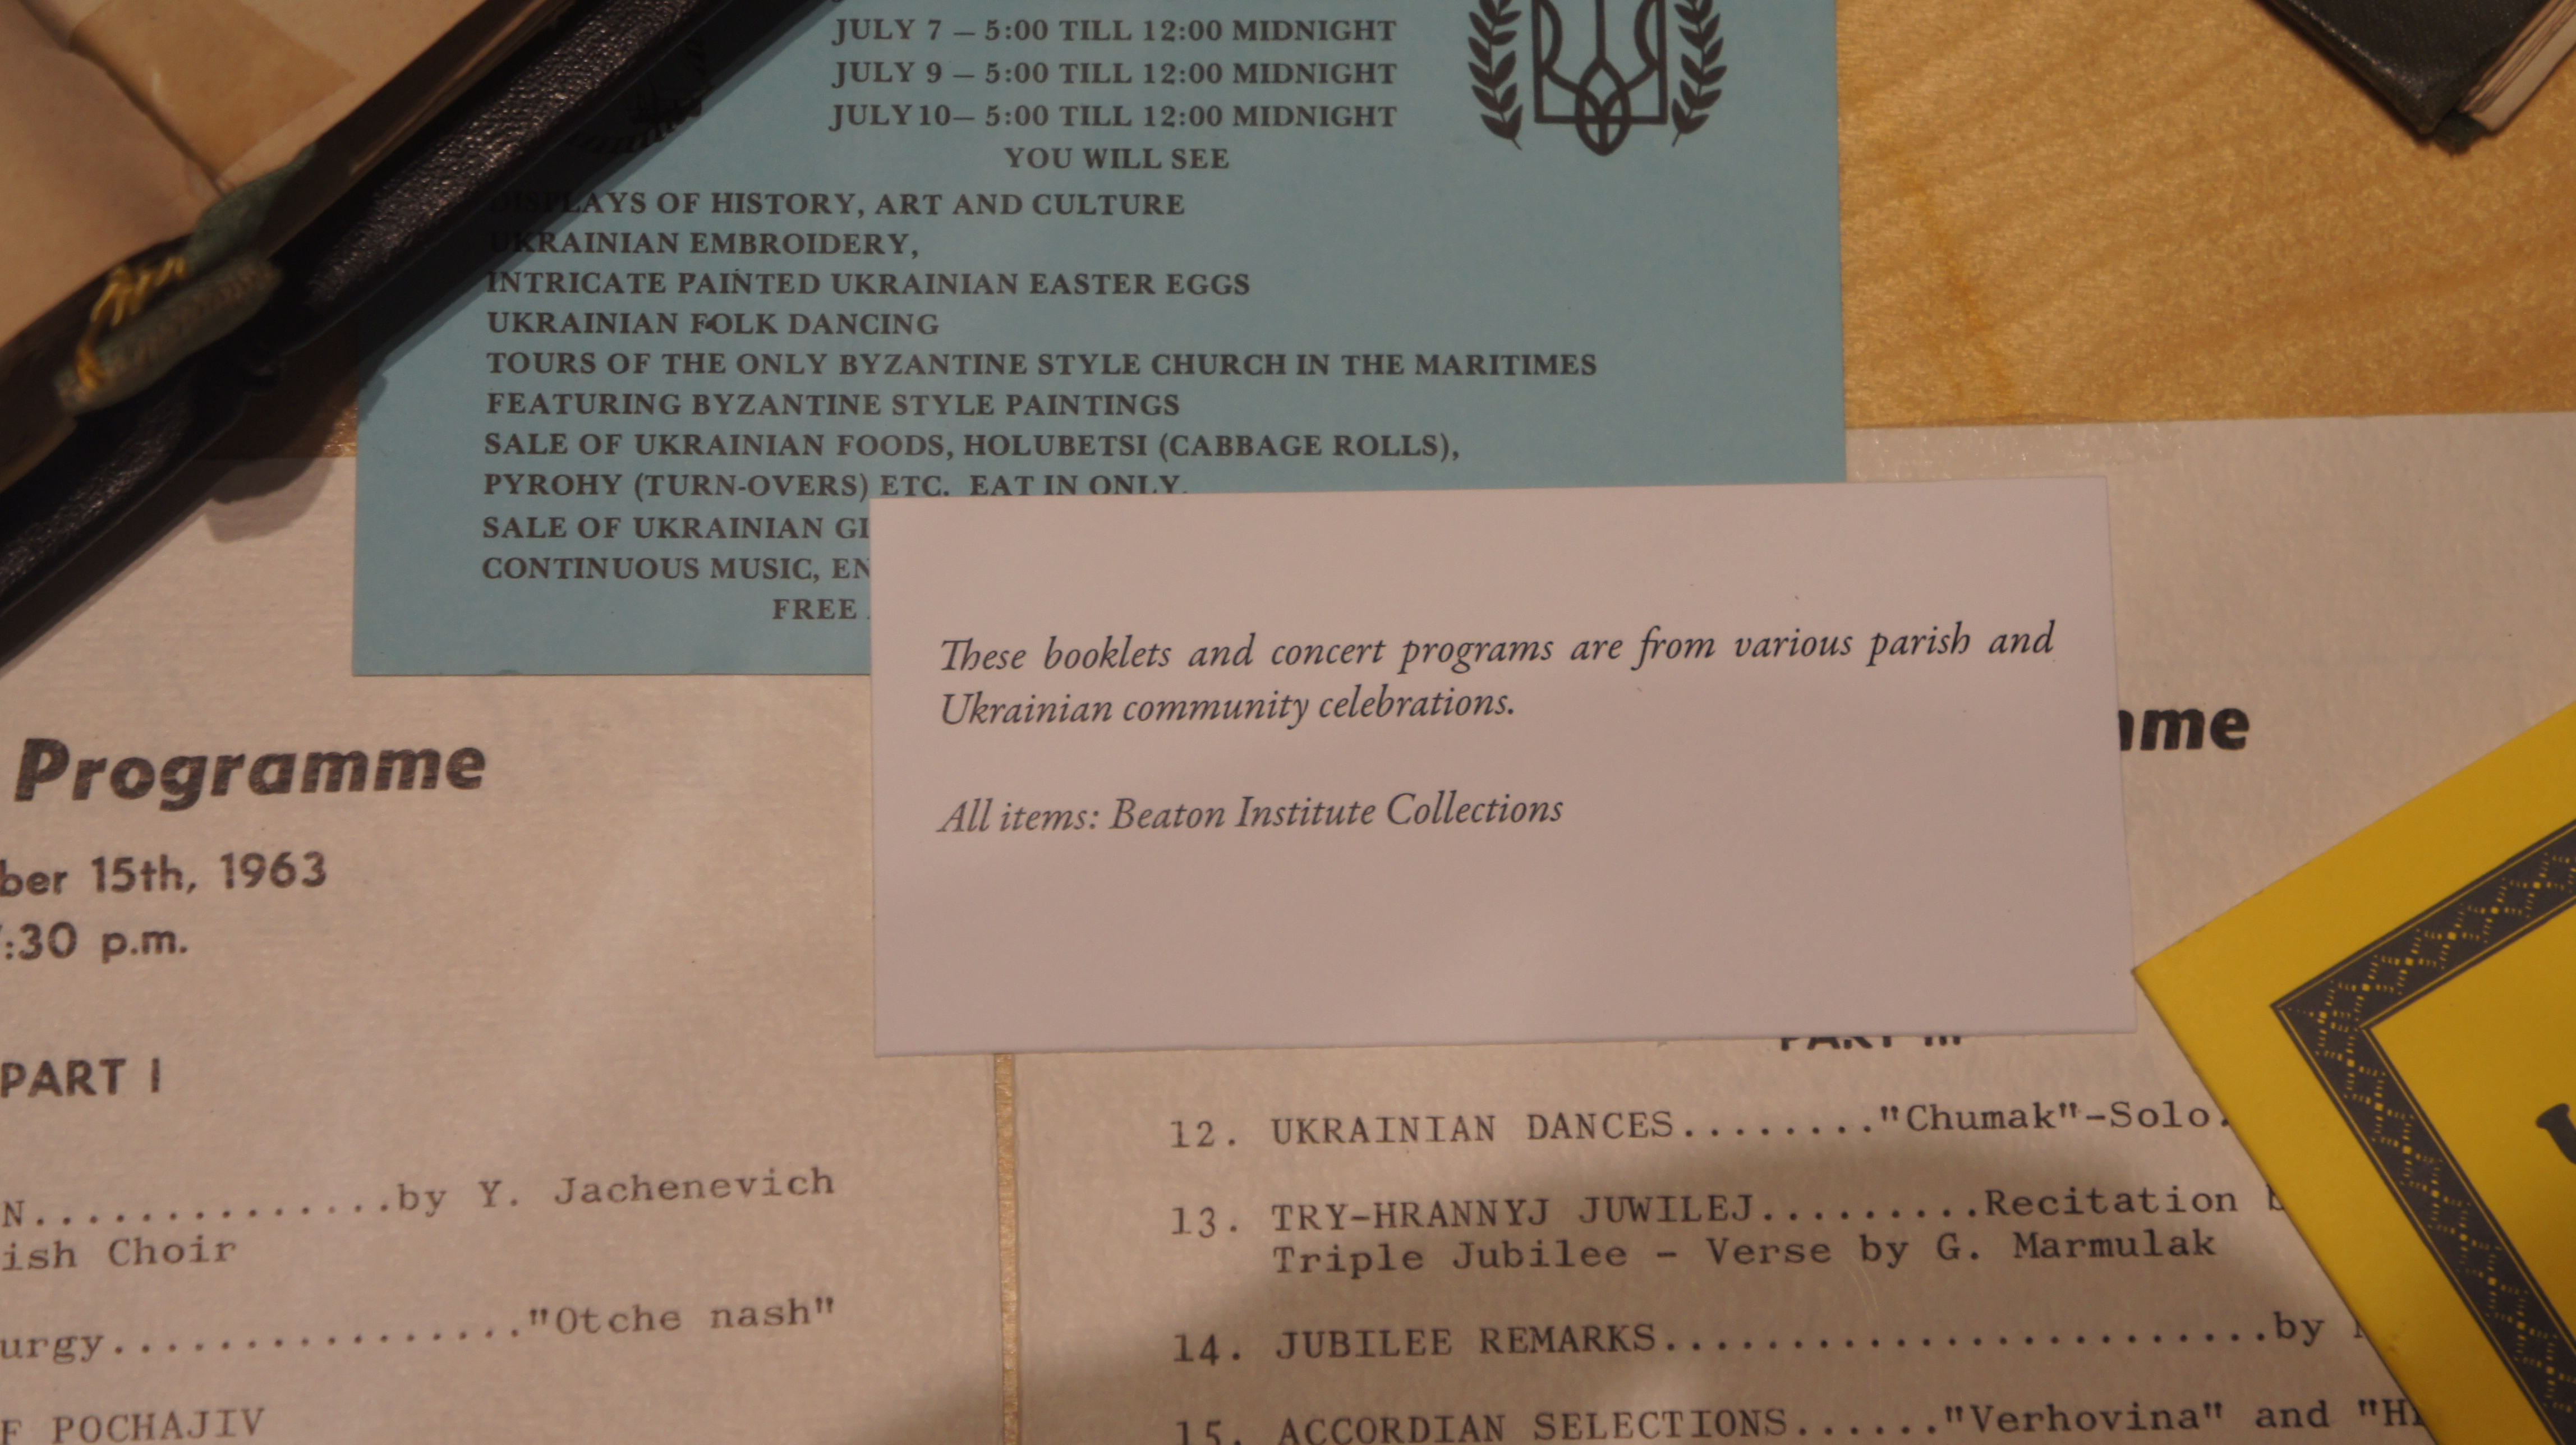 JULY 7 — 5:00 TILL 12:00 MIDNIGHT
JULY 9 — 5:00 TILL 12:00 MIDNIGHT
JULY 10— 5:00 TILL 12:00 MIDNIGHT
YOU WILL SEE
DISPLAYS OF HISTORY, ART AND CULTURE
UKRAINIAN EMBROIDERY,
INTRICATE PAINTED UKRAINIAN EASTER EGGS
UKRAINIAN FOLK DANCING
TOURS OF THE ONLY BYZANTINE STYLE CHURCH IN THE MARITIMES
FEATURING BYZANTINE STYLE PAINTINGS
SALE OF UKRAINIAN FOODS, HOLUBETSI (CABBAGE ROLLS),
PYROHY (TURN-OVERS) ETC. EAT IN ONLY.
SALE OF UKRAINIAN
CONTINUOUS MUSIC,
FREE
These booklets and concert programs are from various parish and
Ukrainian community celebrations.
All items: Beaton Institute Collections
Programme
ber 15th, 1963
:30 p.m.
PART I
N...............by Y. Jachenevich
ish Choir
urgy................"Otche nash"
F POCHAJIV
mme
PART III
12. UKRAINIAN DANCES........"Chumak"-Solo.
13. TRY-HRANNYJ JUWILEJ.........Recitation
Triple Jubilee - Verse by G. Marmulak
14. JUBILEE REMARKS........................by
15. ACCORDIAN SELECTIONS......"Verhovina" and